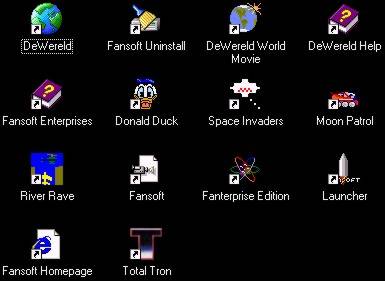 DeWereld
Fansoft Uninstall
DeWereld World
Movie
DeWereld Help
Fansoft Enterprises
Donald Duck
Space Invaders
Moon Patrol
River Rave
Fansoft
Fanterprise Edition
Launcher
Fansoft Homepage
Total Tron